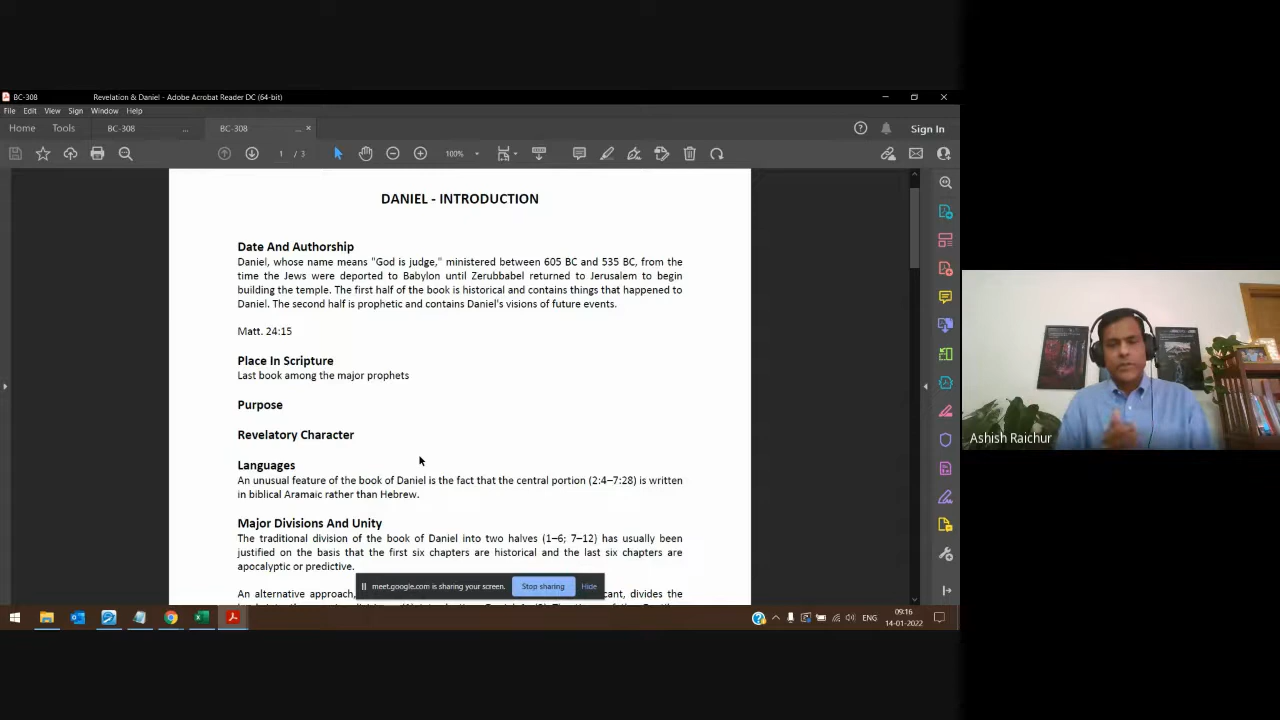 BC-308 Revelation & Daniel - Adobe Acrobat Reader DC (64-bit)
File Edit View Sign Window Help
Home Tools BC-308 ... BC-308 ... × Sign In
1 / 3 100%
DANIEL - INTRODUCTION
Date And Authorship
Daniel, whose name means "God is judge," ministered between 605 BC and 535 BC, from the
time the Jews were deported to Babylon until Zerubbabel returned to Jerusalem to begin
building the temple. The first half of the book is historical and contains things that happened to
Daniel. The second half is prophetic and contains Daniel's visions of future events.
Matt. 24:15
Place In Scripture
Last book among the major prophets
Purpose
Revelatory Character
Languages
An unusual feature of the book of Daniel is the fact that the central portion (2:4–7:28) is written
in biblical Aramaic rather than Hebrew.
Major Divisions And Unity
The traditional division of the book of Daniel into two halves (1–6; 7–12) has usually been
justified on the basis that the first six chapters are historical and the last six chapters are
apocalyptic or predictive.
An alternative approach, cant, divides the
meet.google.com is sharing your screen. Stop sharing Hide
Ashish Raichur
ENG
09:16
14-01-2022